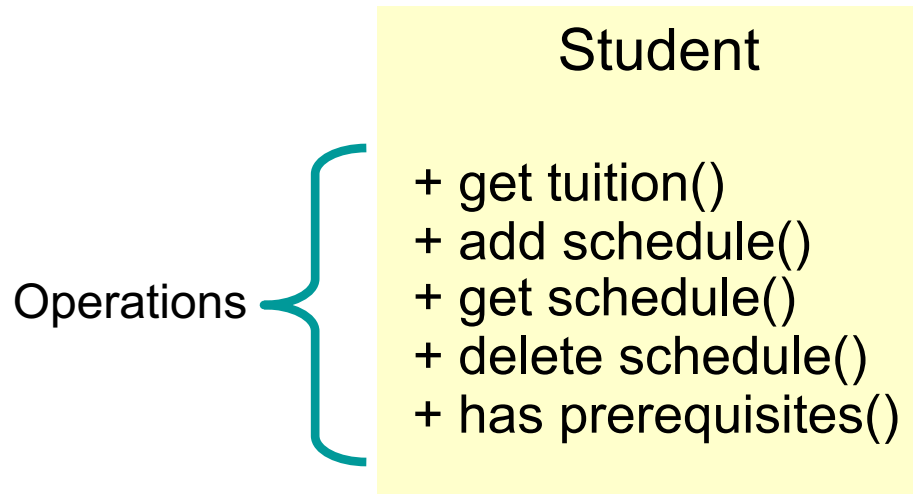 Student
+ get tuition()
+ add schedule()
Operations
+ get schedule()
+ delete schedule()
+ has prerequisites()